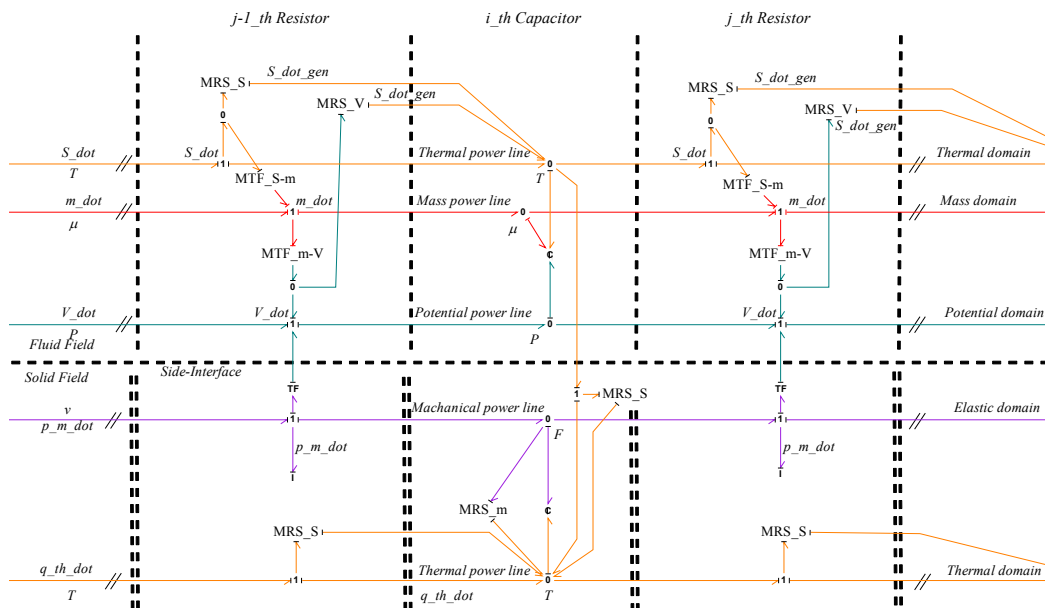 j-1_th Resistor
i_th Capacitor
j_th Resistor
S_dot_gen
MRS_S
S_dot_gen
MRS_V
S_dot_gen
MRS_S
MRS_V
S_dot_gen
0
0
S_dot
T
S_dot
1
Thermal power line
0
T
S_dot
1
Thermal domain
MTF_S-m
MTF_S-m
m_dot
μ
1
m_dot
Mass power line
0
μ
1
m_dot
Mass domain
MTF_m-V
C
MTF_m-V
0
0
V_dot
P
V_dot
1
Potential power line
0
P
V_dot
1
Potential domain
Fluid Field
Solid Field
Side-Interface
TF
1
MRS_S
TF
v
p_m_dot
1
Machanical power line
0
F
1
Elastic domain
p_m_dot
p_m_dot
I
I
MRS_m
C
MRS_S
MRS_S
q_th_dot
T
1
Thermal power line
q_th_dot
0
T
1
Thermal domain